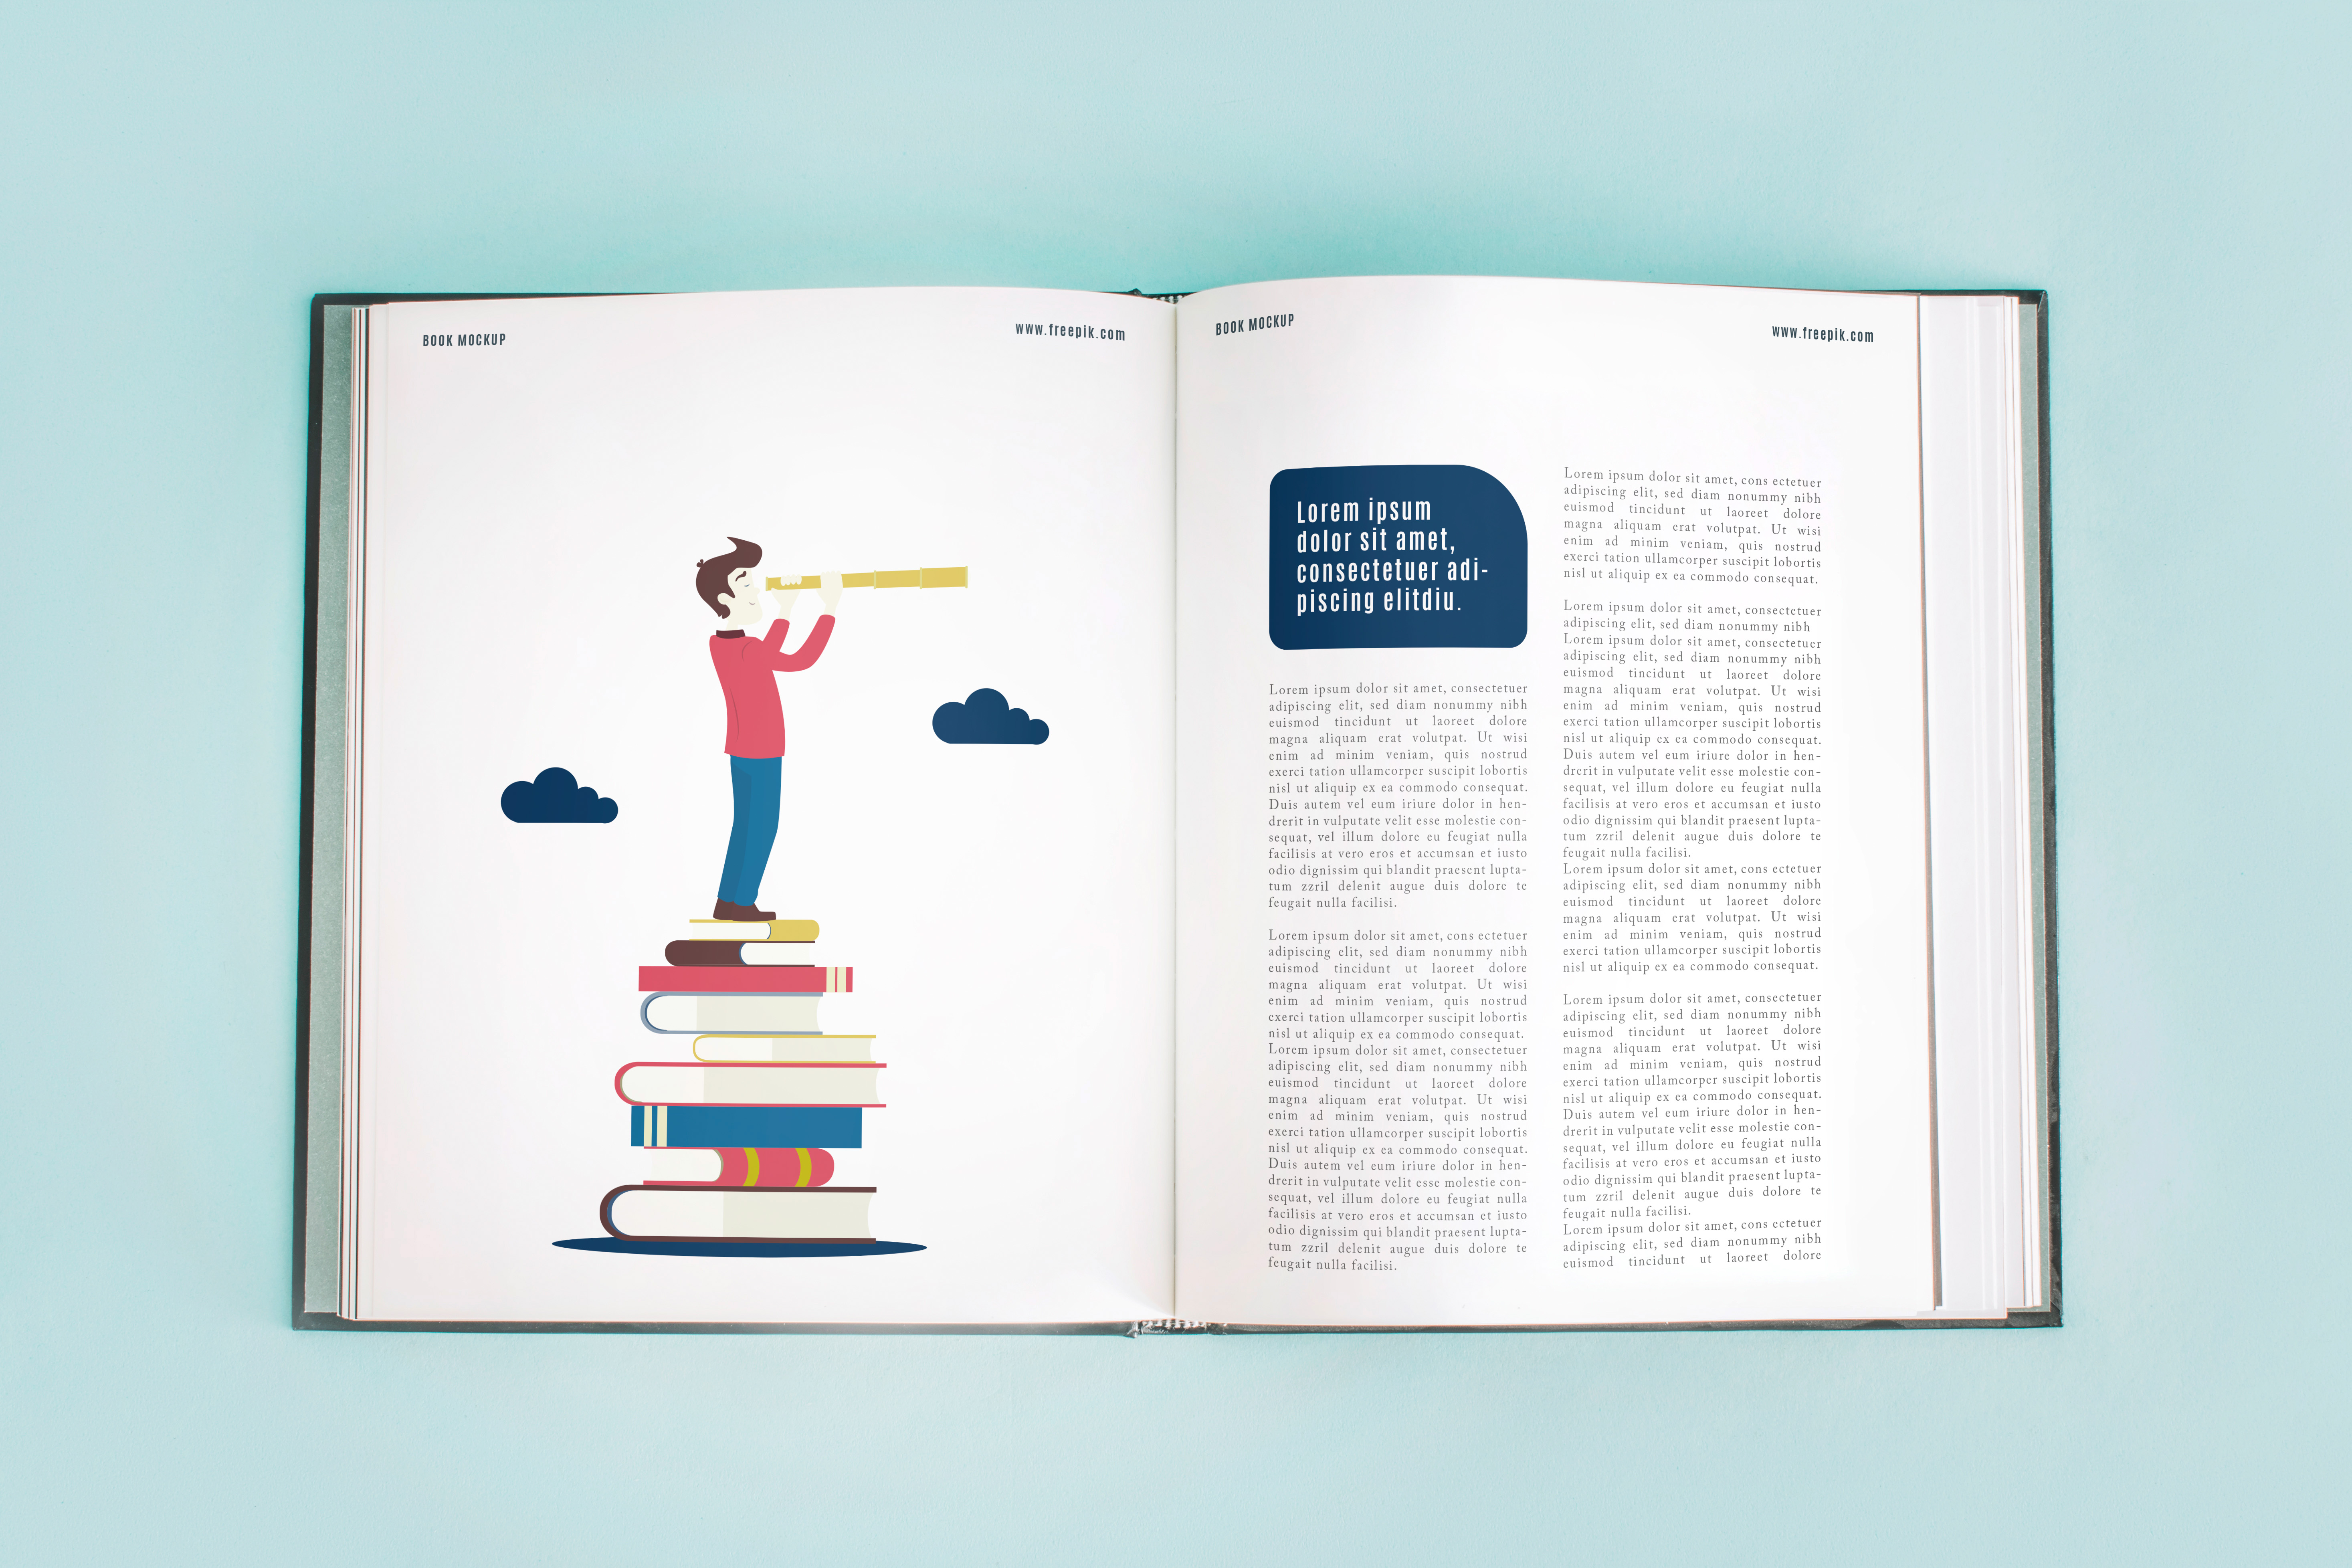 BOOK MOCKUP
www.freepik.com
BOOK MOCKUP
www.freepik.com
Lorem ipsum
dolor sit amet,
consectetuer adi-
piscing elitdiu.
Lorem ipsum dolor sit amet, consectetuer
adipiscing elit, sed diam nonummy nibh
euismod tincidunt ut laoreet dolore
magna aliquam erat volutpat. Ut wisi
enim ad minim veniam, quis nostrud
exerci tation ullamcorper suscipit lobortis
nisl ut aliquip ex ea commodo consequat.
Duis autem vel eum iriure dolor in hen-
drerit in vulputate velit esse molestie con-
sequat, vel illum dolore eu feugiat nulla
facilisis at vero eros et accumsan et iusto
odio dignissim qui blandit praesent lupta-
tum zzril delenit augue duis dolore te
feugait nulla facilisi.
Lorem ipsum dolor sit amet, cons ectetuer
adipiscing elit, sed diam nonummy nibh
euismod tincidunt ut laoreet dolore
magna aliquam erat volutpat. Ut wisi
enim ad minim veniam, quis nostrud
exerci tation ullamcorper suscipit lobortis
nisl ut aliquip ex ea commodo consequat.
Lorem ipsum dolor sit amet, consectetuer
adipiscing elit, sed diam nonummy nibh
euismod tincidunt ut laoreet dolore
magna aliquam erat volutpat. Ut wisi
enim ad minim veniam, quis nostrud
exerci tation ullamcorper suscipit lobortis
nisl ut aliquip ex ea commodo consequat.
Duis autem vel eum iriure dolor in hen-
drerit in vulputate velit esse molestie con-
sequat, vel illum dolore eu feugiat nulla
facilisis at vero eros et accumsan et iusto
odio dignissim qui blandit praesent lupta-
tum zzril delenit augue duis dolore te
feugait nulla facilisi.
Lorem ipsum dolor sit amet, cons ectetuer
adipiscing elit, sed diam nonummy nibh
euismod tincidunt ut laoreet dolore
magna aliquam erat volutpat. Ut wisi
enim ad minim veniam, quis nostrud
exerci tation ullamcorper suscipit lobortis
nisl ut aliquip ex ea commodo consequat.
Lorem ipsum dolor sit amet, consectetuer
adipiscing elit, sed diam nonummy nibh
Lorem ipsum dolor sit amet, consectetuer
adipiscing elit, sed diam nonummy nibh
euismod tincidunt ut laoreet dolore
magna aliquam erat volutpat. Ut wisi
enim ad minim veniam, quis nostrud
exerci tation ullamcorper suscipit lobortis
nisl ut aliquip ex ea commodo consequat.
Duis autem vel eum iriure dolor in hen-
drerit in vulputate velit esse molestie con-
sequat, vel illum dolore eu feugiat nulla
facilisis at vero eros et accumsan et iusto
odio dignissim qui blandit praesent lupta-
tum zzril delenit augue duis dolore te
feugait nulla facilisi.
Lorem ipsum dolor sit amet, cons ectetuer
adipiscing elit, sed diam nonummy nibh
euismod tincidunt ut laoreet dolore
magna aliquam erat volutpat. Ut wisi
enim ad minim veniam, quis nostrud
exerci tation ullamcorper suscipit lobortis
nisl ut aliquip ex ea commodo consequat.
Lorem ipsum dolor sit amet, consectetuer
adipiscing elit, sed diam nonummy nibh
euismod tincidunt ut laoreet dolore
magna aliquam erat volutpat. Ut wisi
enim ad minim veniam, quis nostrud
exerci tation ullamcorper suscipit lobortis
nisl ut aliquip ex ea commodo consequat.
Duis autem vel eum iriure dolor in hen-
drerit in vulputate velit esse molestie con-
sequat, vel illum dolore eu feugiat nulla
facilisis at vero eros et accumsan et iusto
odio dignissim qui blandit praesent lupta-
tum zzril delenit augue duis dolore te
feugait nulla facilisi.
Lorem ipsum dolor sit amet, cons ectetuer
adipiscing elit, sed diam nonummy nibh
euismod tincidunt ut laoreet dolore